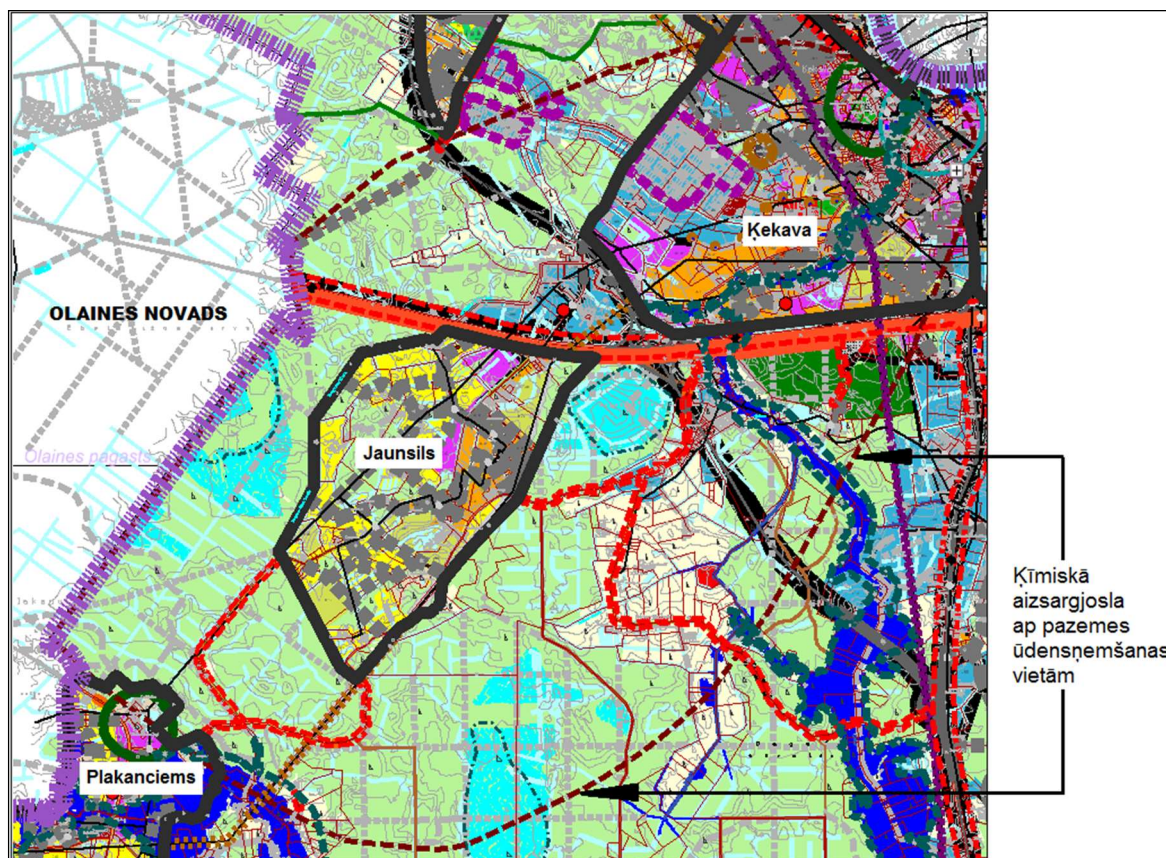 Ķekava
OLAINES NOVADS
Jaunsils
Olaines pagasts
Plakanciems
Ķīmiskā
aizsargjosla
ap pazemes
ūdensņemšanas
vietām